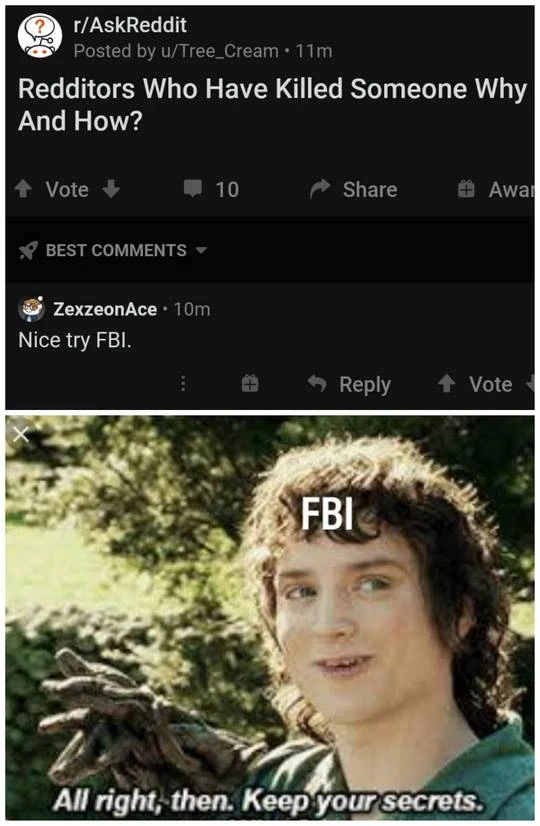 r/AskReddit
Posted by u/Tree_Cream • 11m
Redditors Who Have Killed Someone Why
And How?
Vote 10 Share Awar
BEST COMMENTS
ZexzeonAce • 10m
Nice try FBI.
Reply Vote
FBI
All right, then. Keep your secrets.